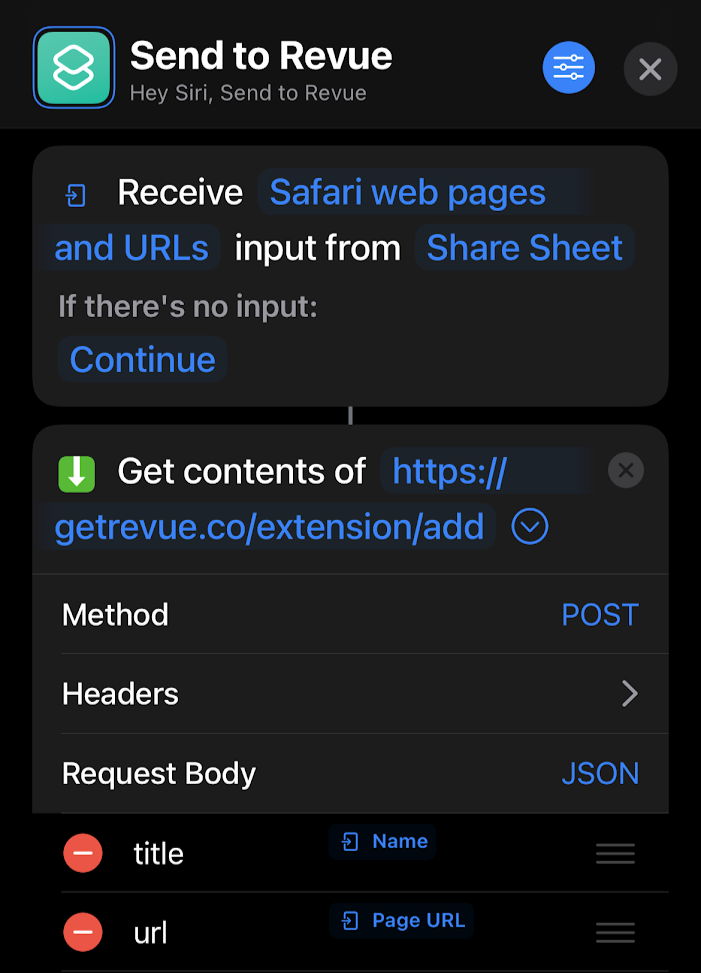 Send to Revue
Hey Siri, Send to Revue
Receive Safari web pages
and URLs input from Share Sheet
If there's no input:
Continue
Get contents of https://
getrevue.co/extension/add
Method POST
Headers
Request Body JSON
title Name
url Page URL